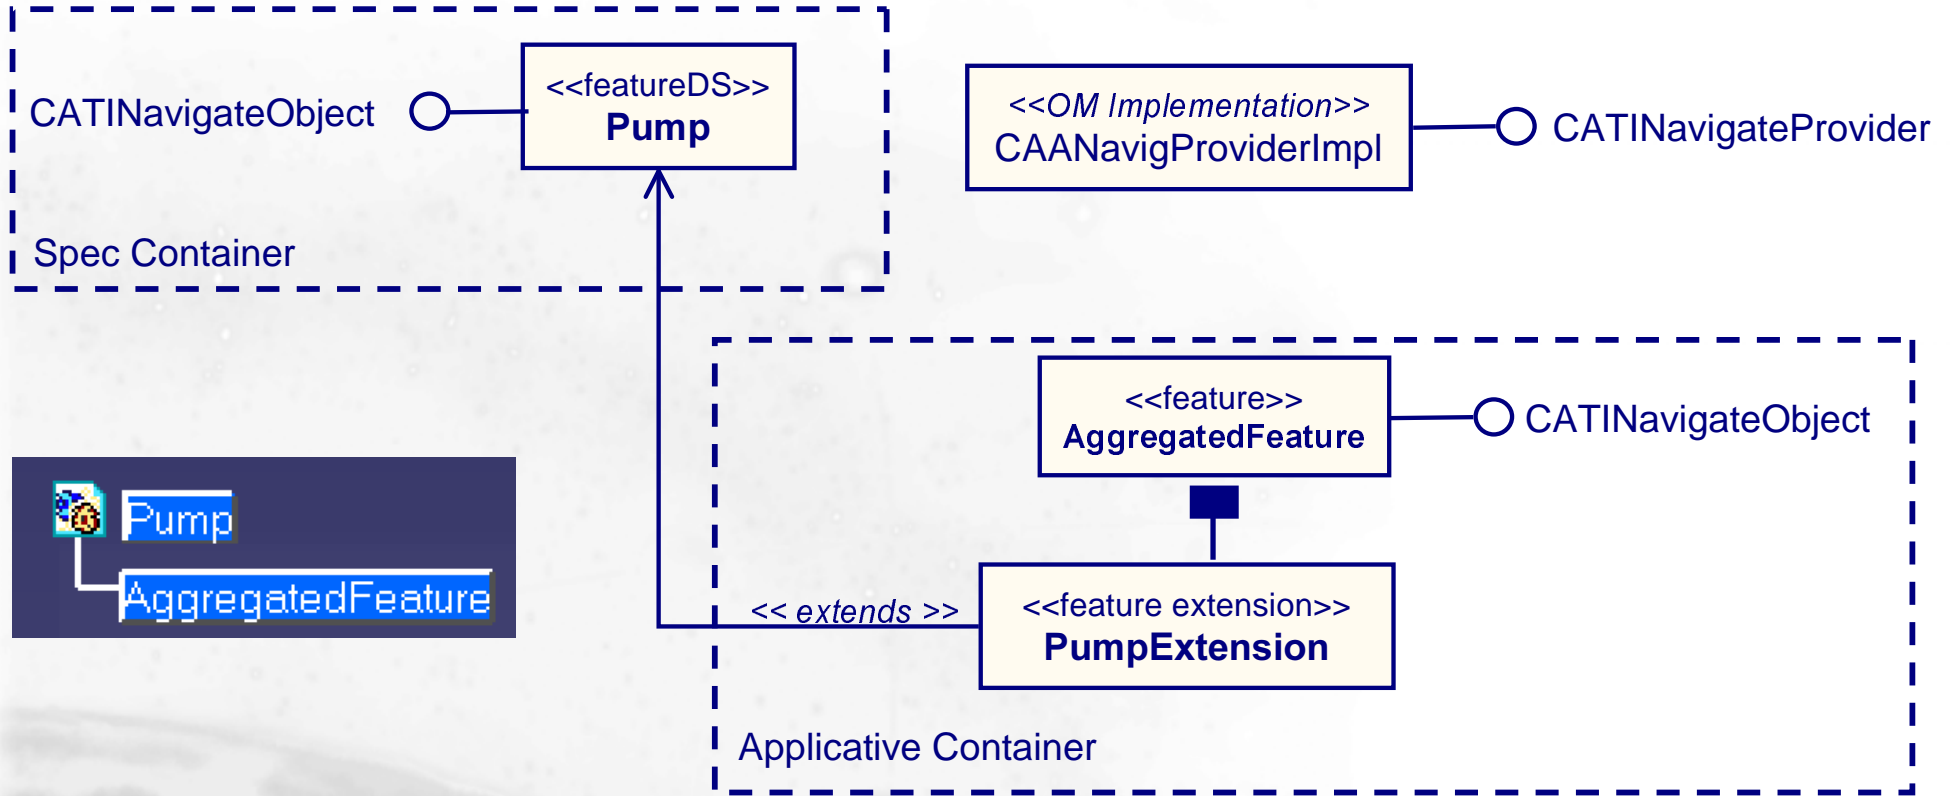 <<featureDS>>
Pump
CATINavigateObject
Spec Container
<<OM Implementation>>
CAANavigProviderImpl
CATINavigateProvider
<<feature>>
AggregatedFeature
CATINavigateObject
Pump
AggregatedFeature
<< extends >>
<<feature extension>>
PumpExtension
Applicative Container